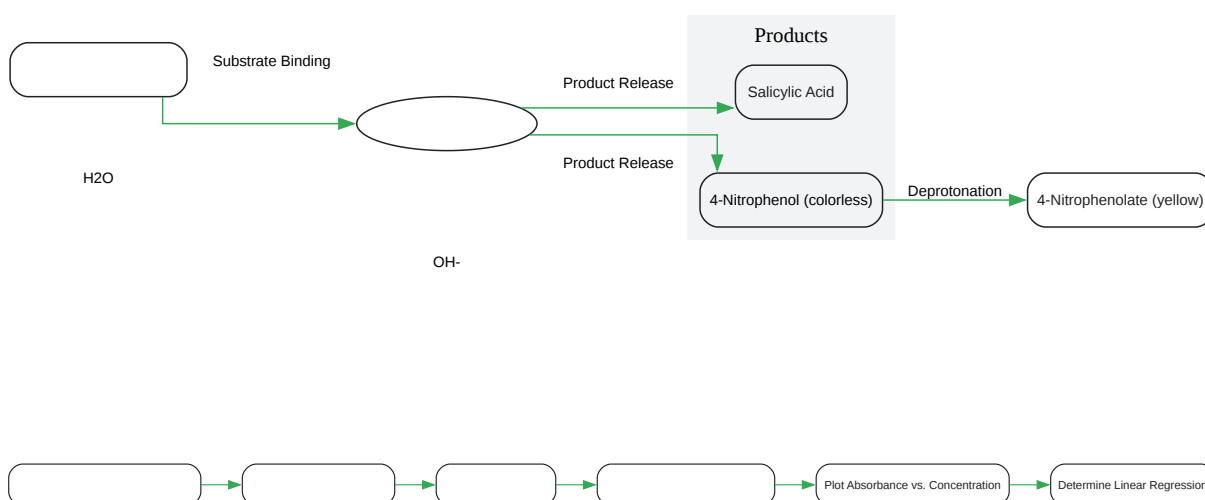 Products
Substrate Binding
Product Release
Salicylic Acid
Product Release
H2O
4-Nitrophenol (colorless)
Deprotonation
4-Nitrophenolate (yellow)
OH-
Plot Absorbance vs. Concentration
Determine Linear Regression